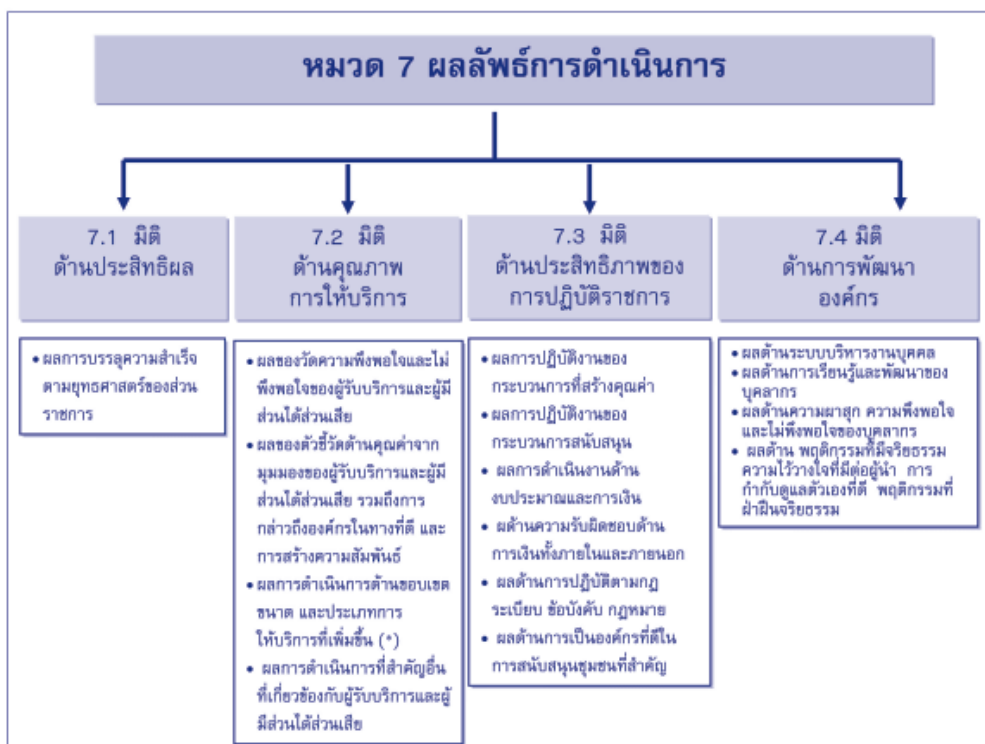 หมวด 7 ผลลัพธ์การดำเนินการ
7.1 มิติ
ด้านประสิทธิผล
• ผลการบรรลุความสำเร็จ
ตามยุทธศาสตร์ของส่วน
ราชการ
7.2 มิติ
ด้านคุณภาพ
การให้บริการ
• ผลของวัดความพึงพอใจและไม่
พึงพอใจของผู้รับบริการและผู้มี
ส่วนได้ส่วนเสีย
• ผลของตัวชี้วัดด้านคุณค่าจาก
มุมมองของผู้รับบริการและผู้มี
ส่วนได้ส่วนเสีย รวมถึงการ
กล่าวถึงองค์กรในทางที่ดี และ
การสร้างความสัมพันธ์
• ผลการดำเนินการด้านขอบเขต
ขนาด และประเภทการ
ให้บริการที่เพิ่มขึ้น (*)
• ผลการดำเนินการที่สำคัญอื่น
ที่เกี่ยวข้องกับผู้รับบริการและผู้
มีส่วนได้ส่วนเสีย
7.3 มิติ
ด้านประสิทธิภาพของ
การปฏิบัติราชการ
• ผลการปฏิบัติงานของ
กระบวนการที่สร้างคุณค่า
• ผลการปฏิบัติงานของ
กระบวนการสนับสนุน
• ผลการดำเนินงานด้าน
งบประมาณและการเงิน
• ผด้านความรับผิดชอบด้าน
การเงินทั้งภายในและภายนอก
• ผลด้านการปฏิบัติตามกฎ
ระเบียบ ข้อบังคับ กฎหมาย
• ผลด้านการเป็นองค์กรที่ดีใน
การสนับสนุนชุมชนที่สำคัญ
7.4 มิติ
ด้านการพัฒนา
องค์กร
• ผลด้านระบบบริหารงานบุคคล
• ผลด้านการเรียนรู้และพัฒนาของ
บุคลากร
• ผลด้านความผาสุก ความพึงพอใจ
และไม่พึงพอใจของบุคลากร
• ผลด้าน พฤติกรรมที่มีจริยธรรม
ความไว้วางใจที่มีต่อผู้นำ การ
กำกับดูแลตัวเองที่ดี พฤติกรรมที่
ฝ่าฝืนจริยธรรม